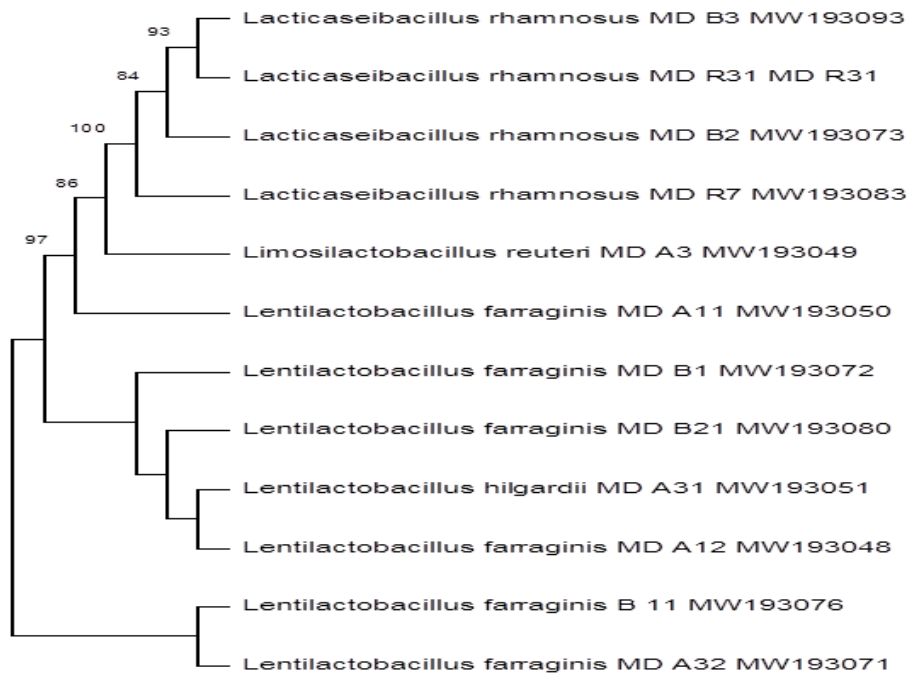 93
Lacticaseibacillus rhamnosus MD B3 MW193093
84
Lacticaseibacillus rhamnosus MD R31 MD R31
100
Lacticaseibacillus rhamnosus MD B2 MW193073
86
Lacticaseibacillus rhamnosus MD R7 MW193083
97
Limosilactobacillus reuteri MD A3 MW193049
Lentilactobacillus farraginis MD A11 MW193050
Lentilactobacillus farraginis MD B1 MW193072
Lentilactobacillus farraginis MD B21 MW193080
Lentilactobacillus hilgardii MD A31 MW193051
Lentilactobacillus farraginis MD A12 MW193048
Lentilactobacillus farraginis B 11 MW193076
Lentilactobacillus farraginis MD A32 MW193071